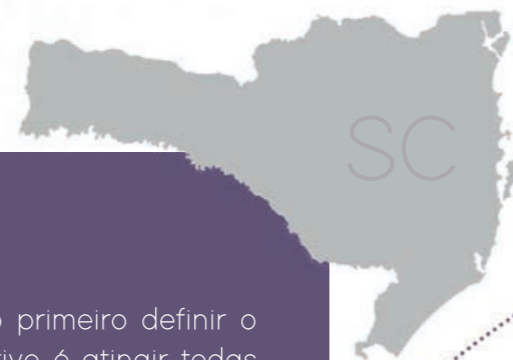 SC
o primeiro definir o
tivo é atingir todas